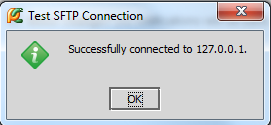 Test SFTP Connection
Successfully connected to 127.0.0.1.
OK